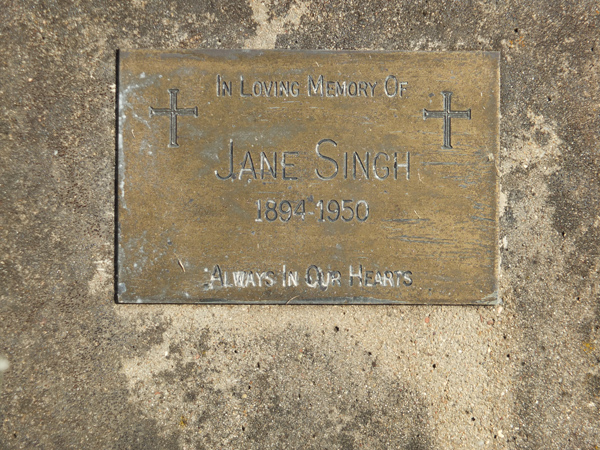 In Loving Memory Of
Jane Singh
1894 1950
Always In Our Hearts